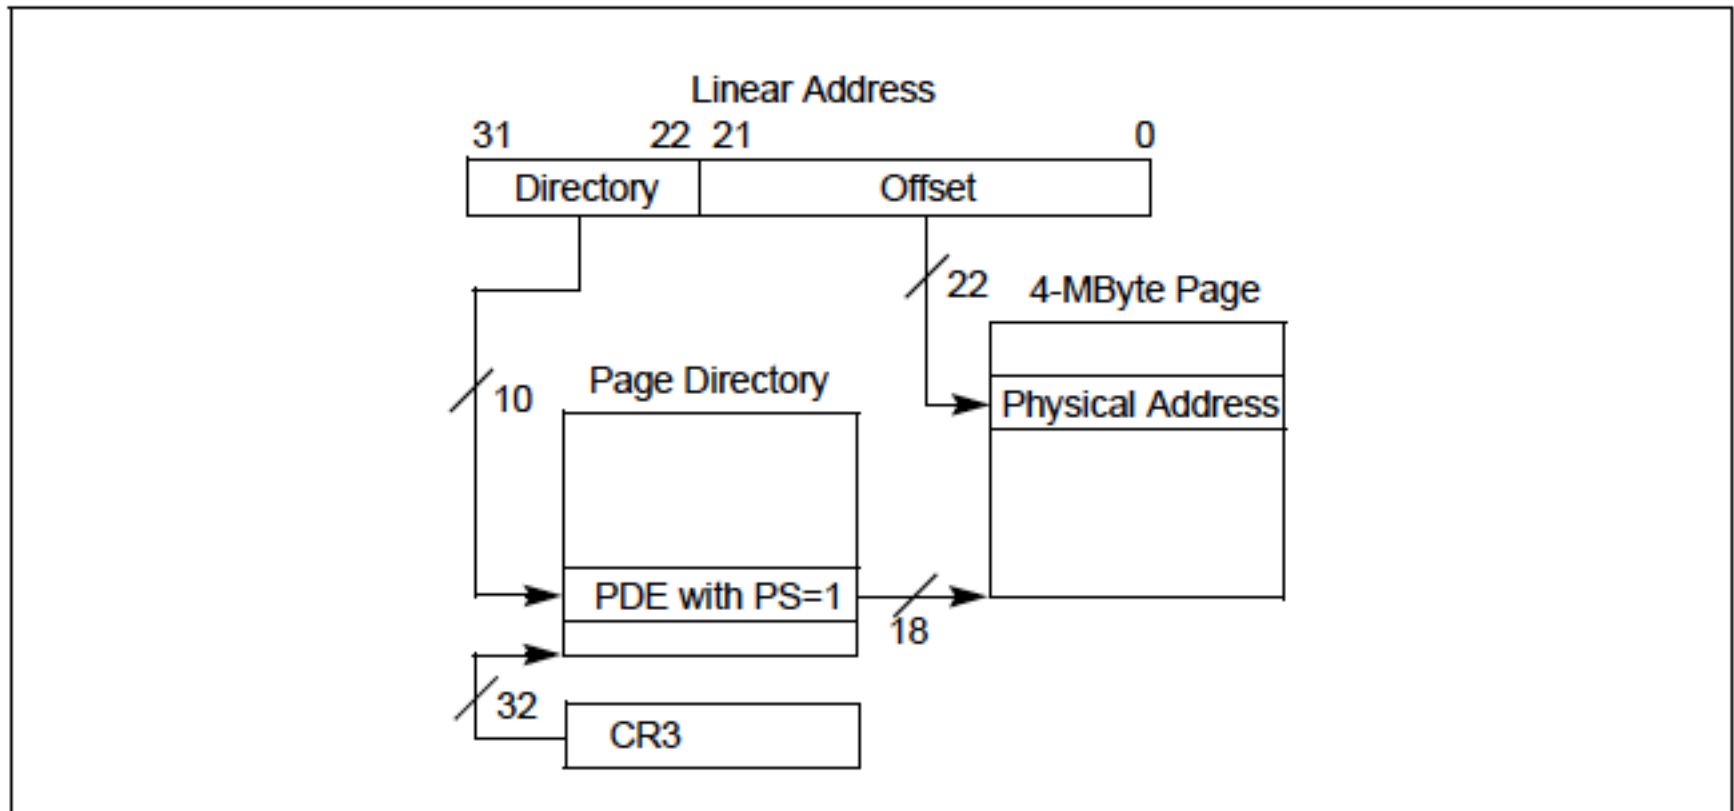 Linear Address
31 22 21 0
Directory Offset
22
4-MByte Page
10
Page Directory
Physical Address
PDE with PS=1
18
32
CR3